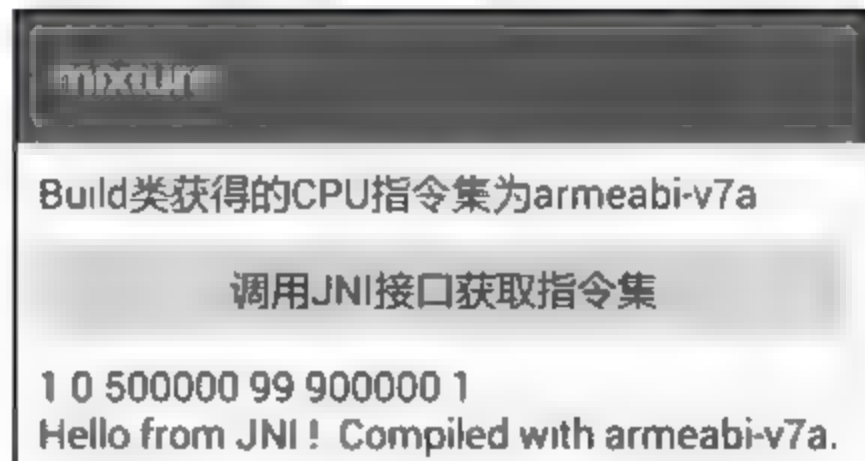 mixture
Build类获得的CPU指令集为armeabi-v7a
调用JNI接口获取指令集
1 0 500000 99 900000 1
Hello from JNI ! Compiled with armeabi-v7a.